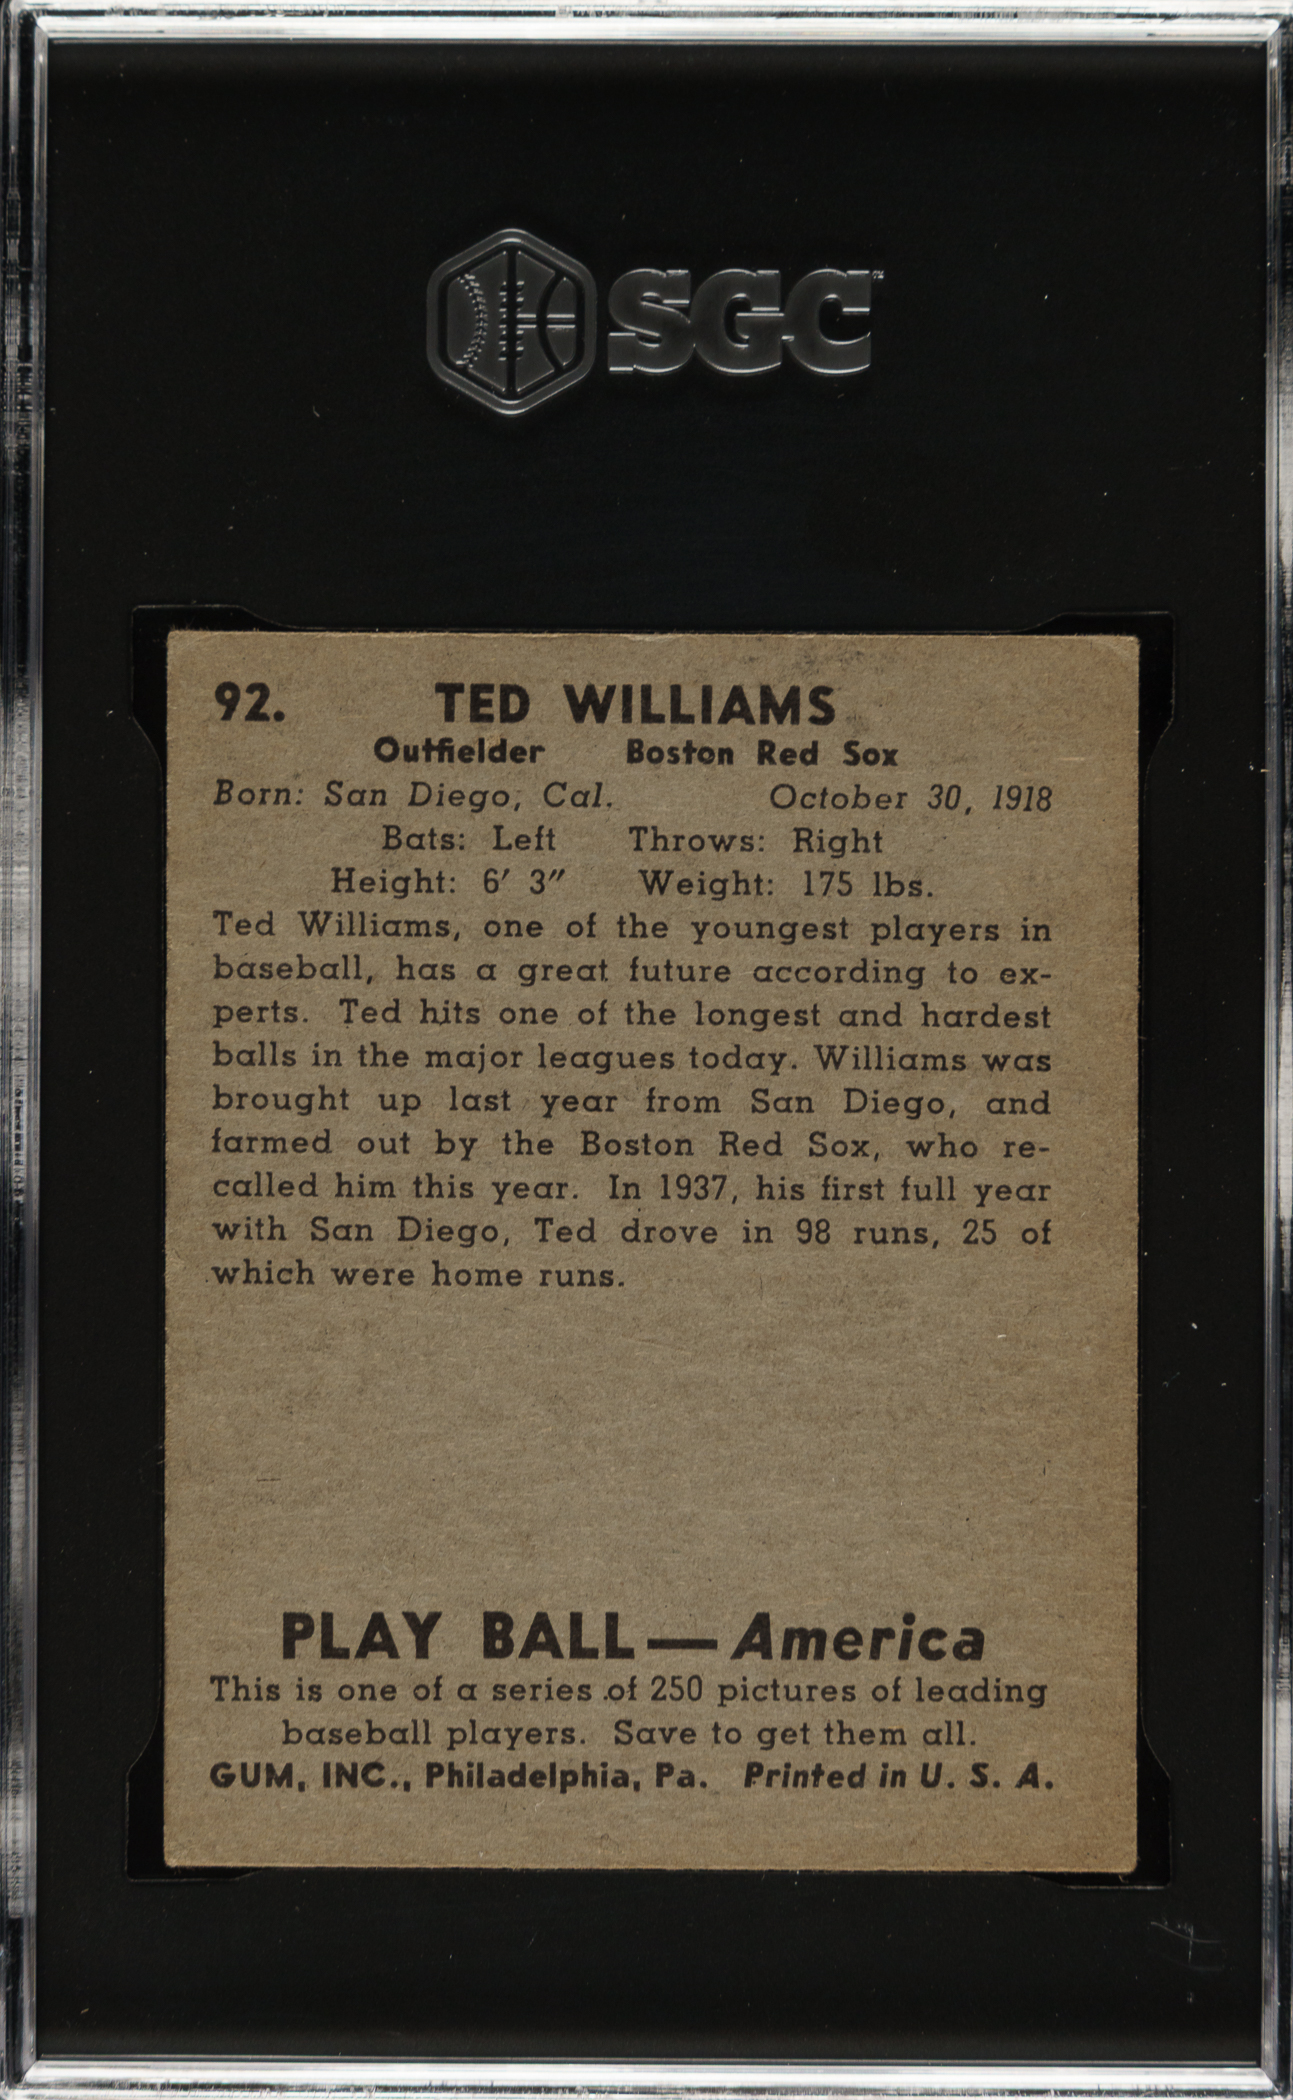 SGC
92. TED WILLIAMS
Outfielder Boston Red Sox
Born: San Diego, Cal. October 30, 1918
Bats: Left Throws: Right
Height: 6′ 3″ Weight: 175 lbs.
Ted Williams, one of the youngest players in
baseball, has a great future according to ex-
perts. Ted hits one of the longest and hardest
balls in the major leagues today. Williams was
brought up last year from San Diego, and
farmed out by the Boston Red Sox, who re-
called him this year. In 1937, his first full year
with San Diego, Ted drove in 98 runs, 25 of
which were home runs.
PLAY BALL—America
This is one of a series of 250 pictures of leading
baseball players. Save to get them all.
GUM, INC., Philadelphia, Pa. Printed in U. S. A.